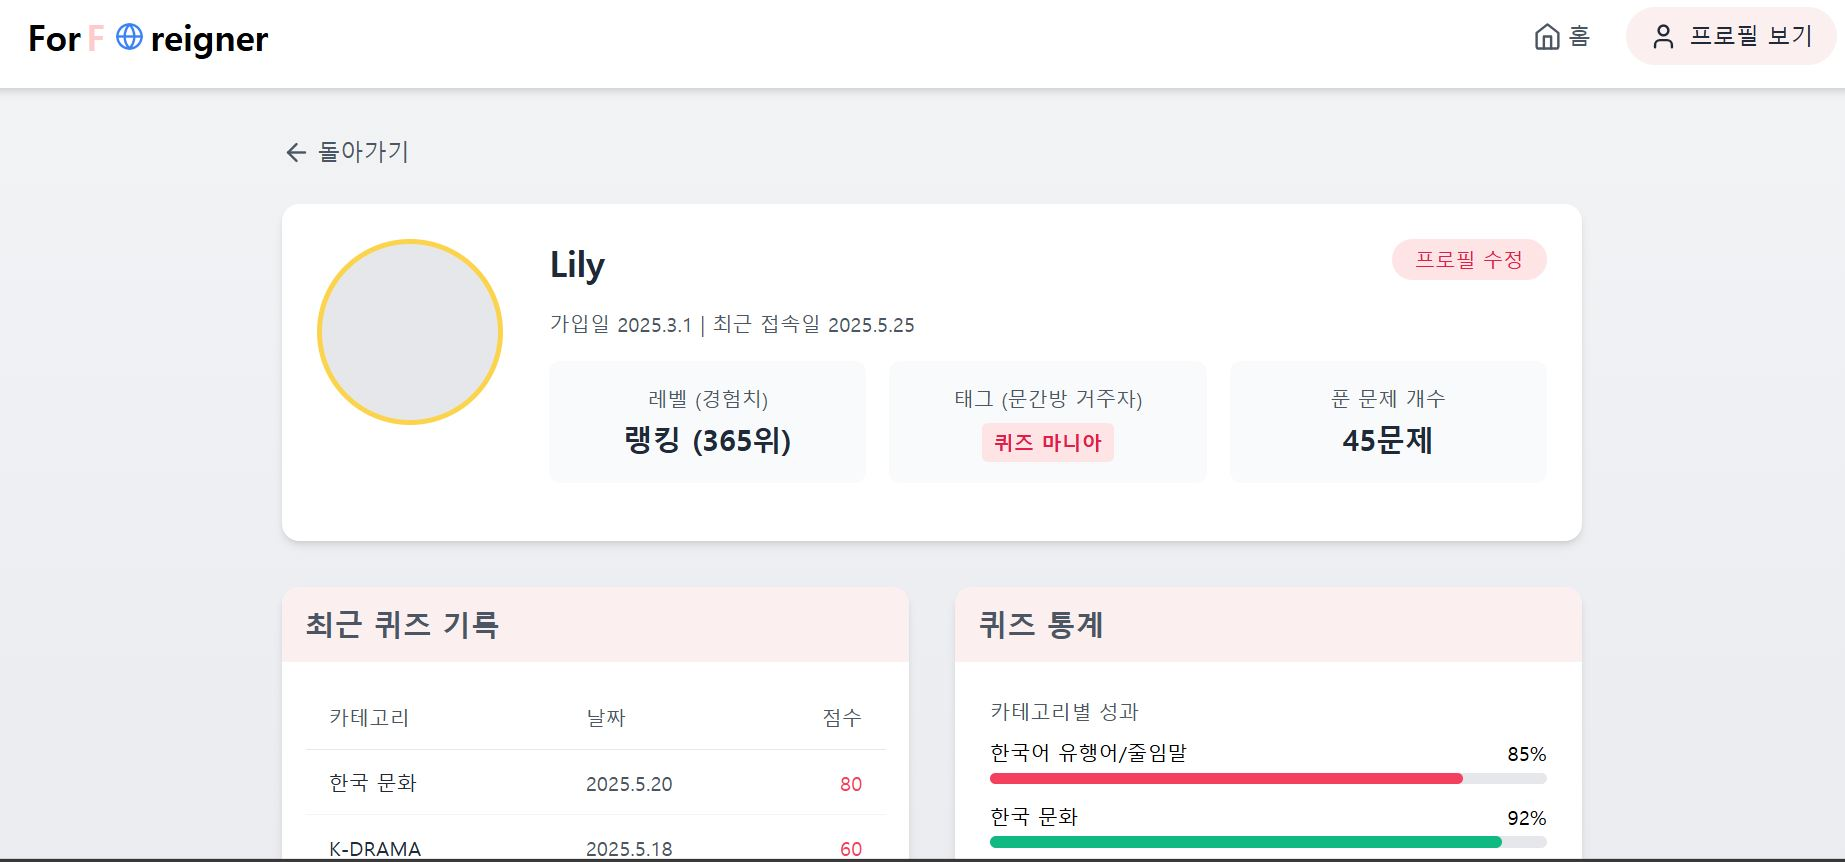 For F reigner
홈
프로필 보기
돌아가기
Lily
프로필 수정
가입일 2025.3.1 | 최근 접속일 2025.5.25
레벨 (경험치)
랭킹 (365위)
태그 (문간방 거주자)
퀴즈 마니아
푼 문제 개수
45문제
최근 퀴즈 기록
카테고리 날짜 점수
한국 문화 2025.5.20 80
K-DRAMA 2025.5.18 60
퀴즈 통계
카테고리별 성과
한국어 유행어/줄임말 85%
한국 문화 92%